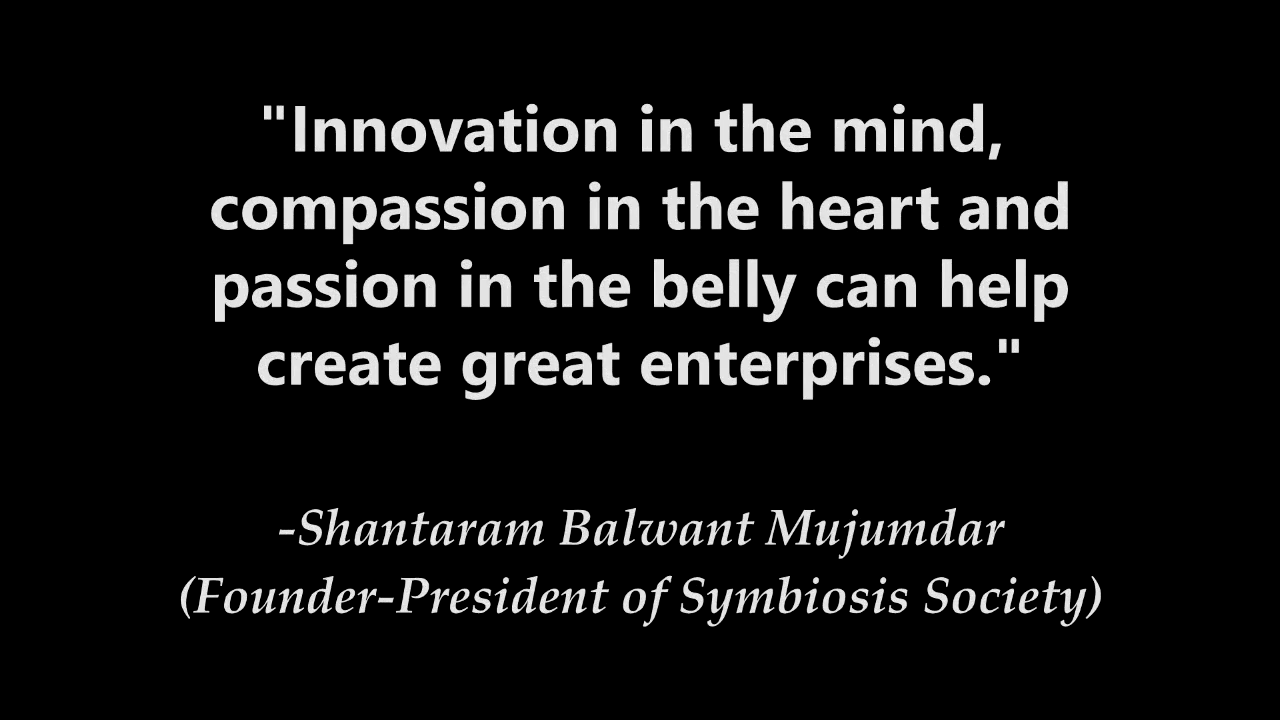 "Innovation in the mind,
compassion in the heart and
passion in the belly can help
create great enterprises."
-Shantaram Balwant Mujumdar
(Founder-President of Symbiosis Society)